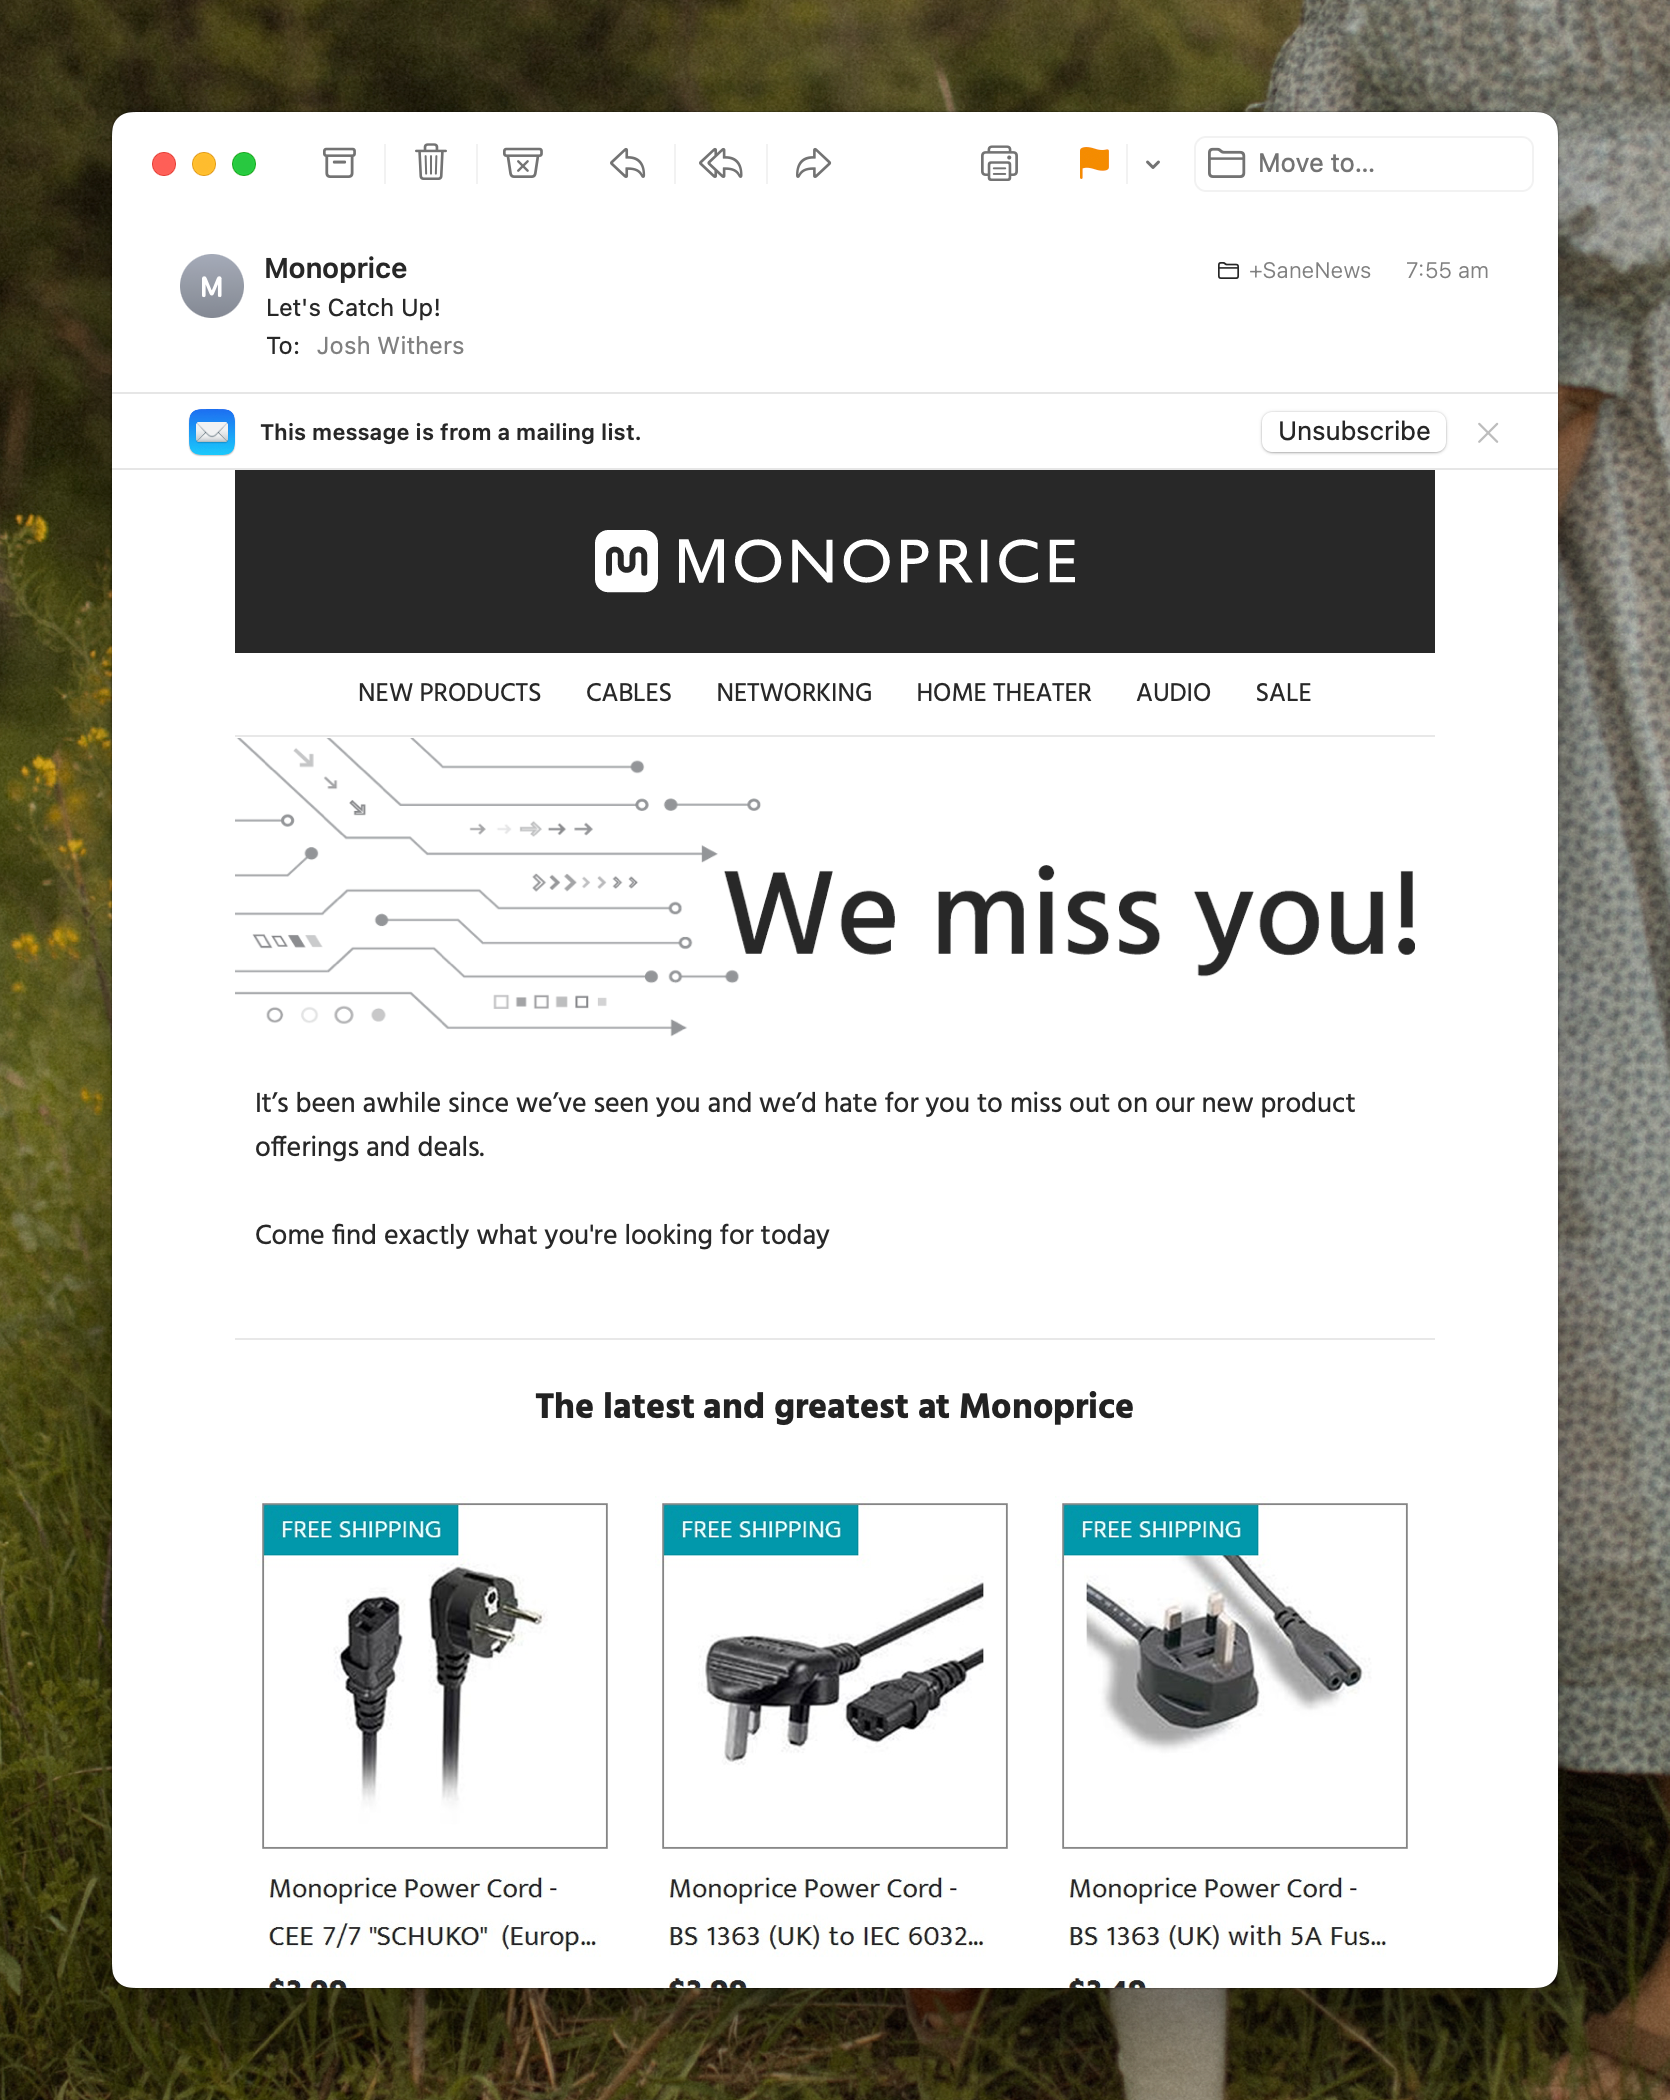 Move to...
M
Monoprice
+SaneNews
7:55 am
Let's Catch Up!
To: Josh Withers
This message is from a mailing list.
Unsubscribe
MONOPRICE
NEW PRODUCTS CABLES NETWORKING HOME THEATER AUDIO SALE
We miss you!
It’s been awhile since we’ve seen you and we’d hate for you to miss out on our new product
offerings and deals.
Come find exactly what you're looking for today
The latest and greatest at Monoprice
FREE SHIPPING
FREE SHIPPING
FREE SHIPPING
Monoprice Power Cord -
CEE 7/7 "SCHUKO" (Europ...
Monoprice Power Cord -
BS 1363 (UK) to IEC 6032...
Monoprice Power Cord -
BS 1363 (UK) with 5A Fus...